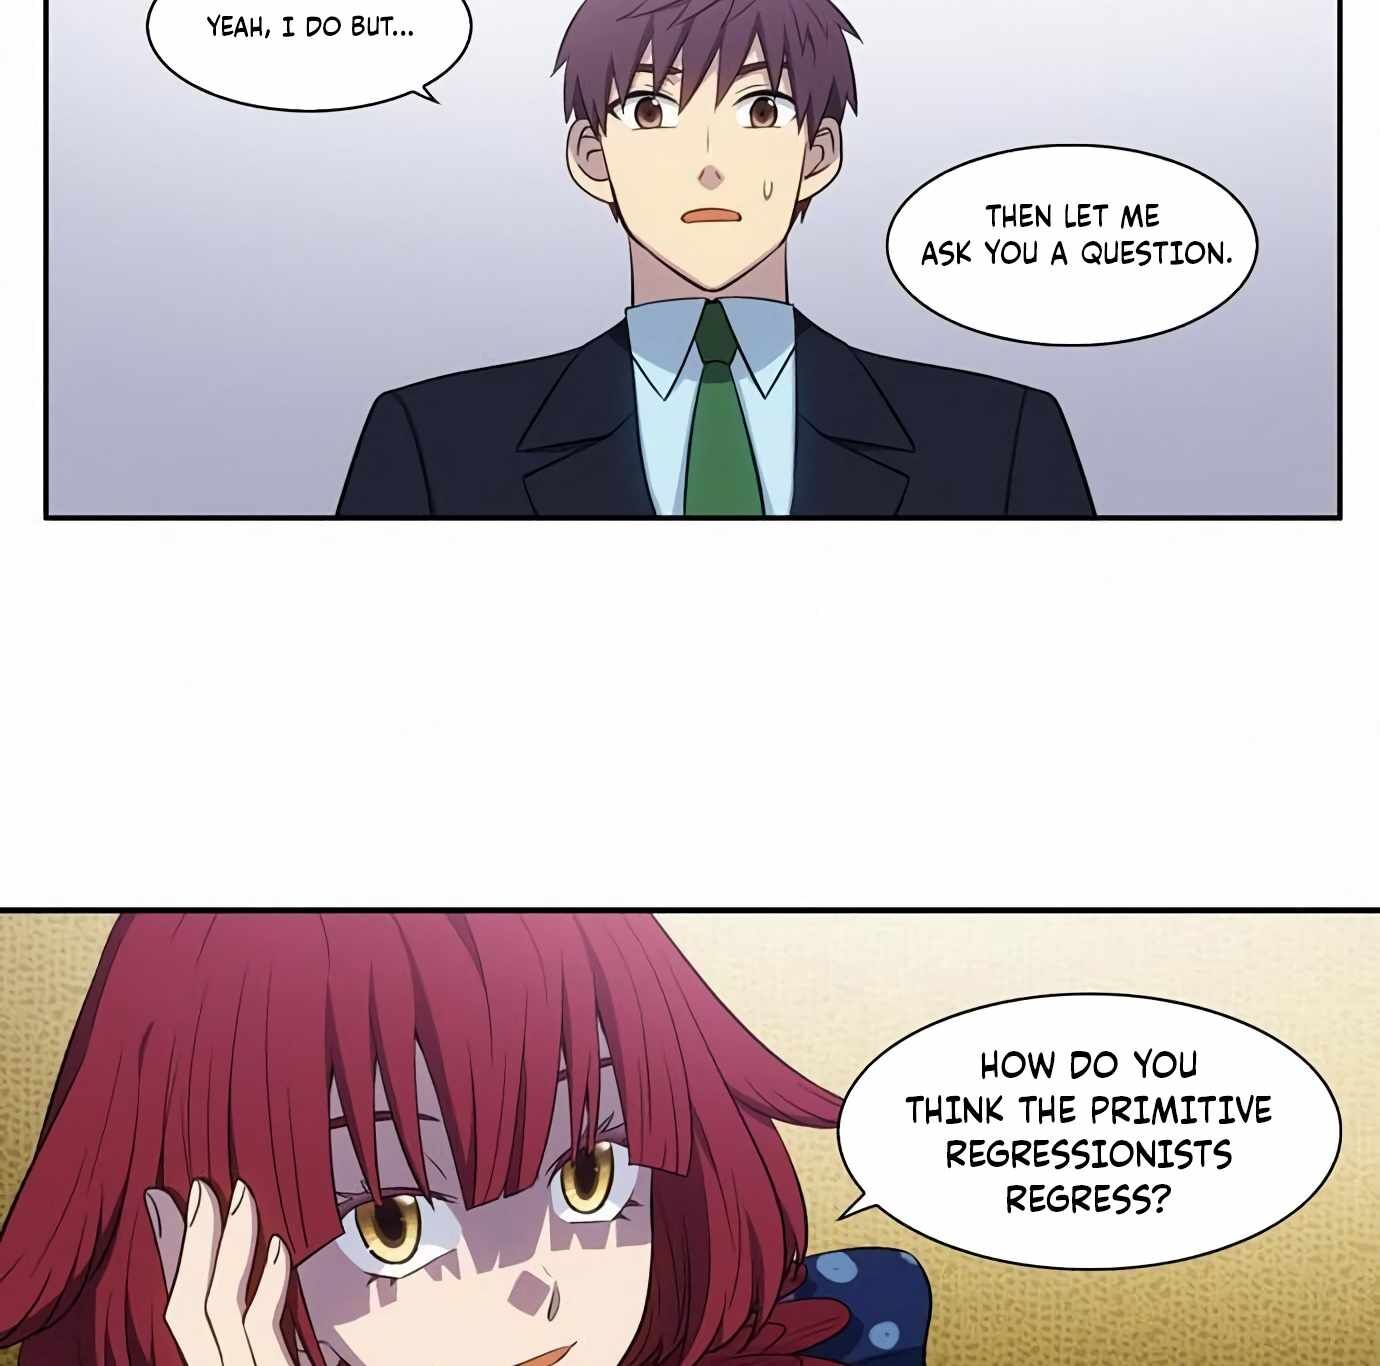 YEAH, I DO BUT...
THEN LET ME
ASK YOU A QUESTION.
HOW DO YOU
THINK THE PRIMITIVE
REGRESSIONISTS
REGRESS?